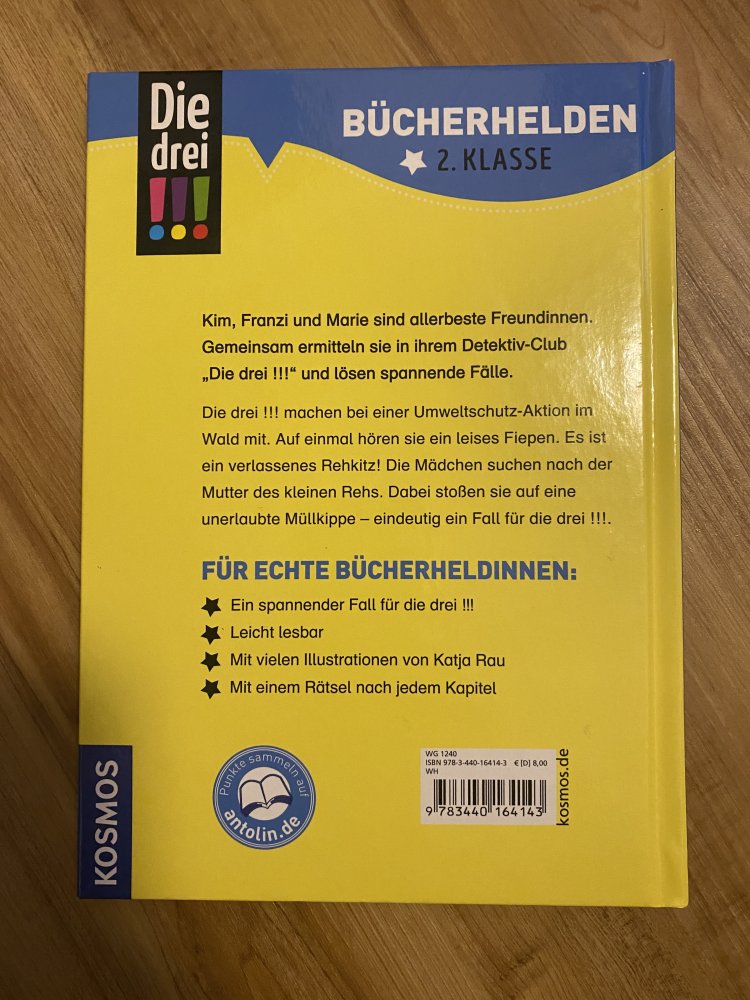 Die
drei
!!!
BÜCHERHELDEN
2. KLASSE
Kim, Franzi und Marie sind allerbeste Freundinnen.
Gemeinsam ermitteln sie in ihrem Detektiv-Club
„Die drei !!!“ und lösen spannende Fälle.
Die drei !!! machen bei einer Umweltschutz-Aktion im
Wald mit. Auf einmal hören sie ein leises Fiepen. Es ist
ein verlassenes Rehkitz! Die Mädchen suchen nach der
Mutter des kleinen Rehs. Dabei stoßen sie auf eine
unerlaubte Müllkippe – eindeutig ein Fall für die drei !!!.
FÜR ECHTE BÜCHERHELDINNEN:
Ein spannender Fall für die drei !!!
Leicht lesbar
Mit vielen Illustrationen von Katja Rau
Mit einem Rätsel nach jedem Kapitel
KOSMOS
Punkte sammeln auf
antolin.de
WG 1240
ISBN 978-3-440-16414-3 € [D] 8,00
WH
9 783440 164143
kosmos.de